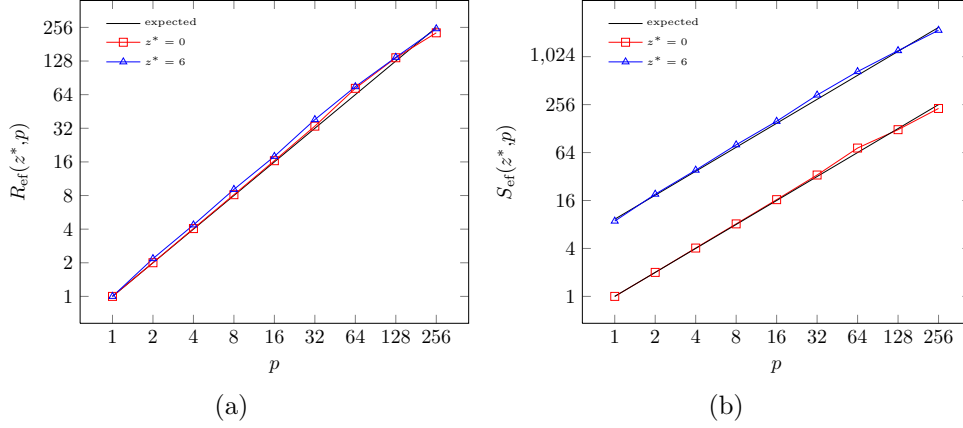 expected
z* = 0
z* = 6
256
128
64
32
16
8
4
2
1
R_ef(z*,p)
1 2 4 8 16 32 64 128 256
p
(a)
expected
z* = 0
z* = 6
1,024
256
64
16
4
1
S_ef(z*,p)
1 2 4 8 16 32 64 128 256
p
(b)